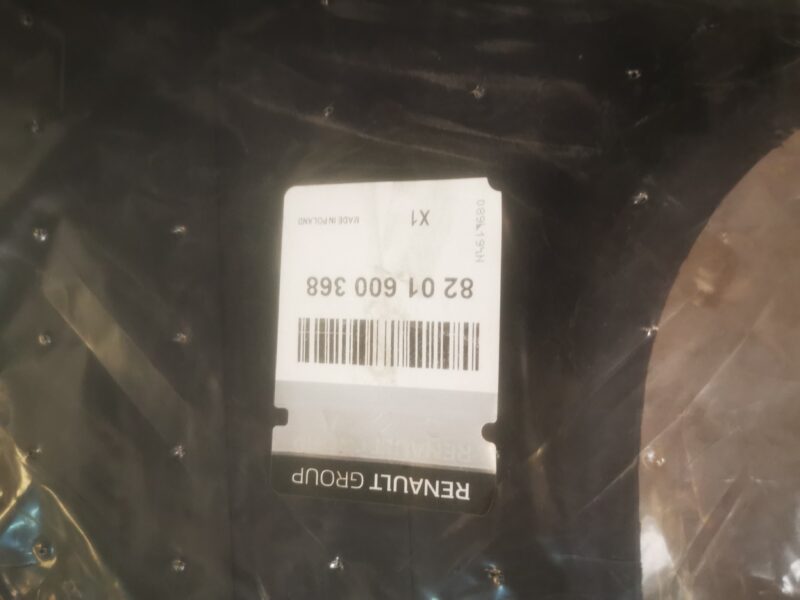 RENAULT GROUP
82 01 600 368
X1
MADE IN POLAND